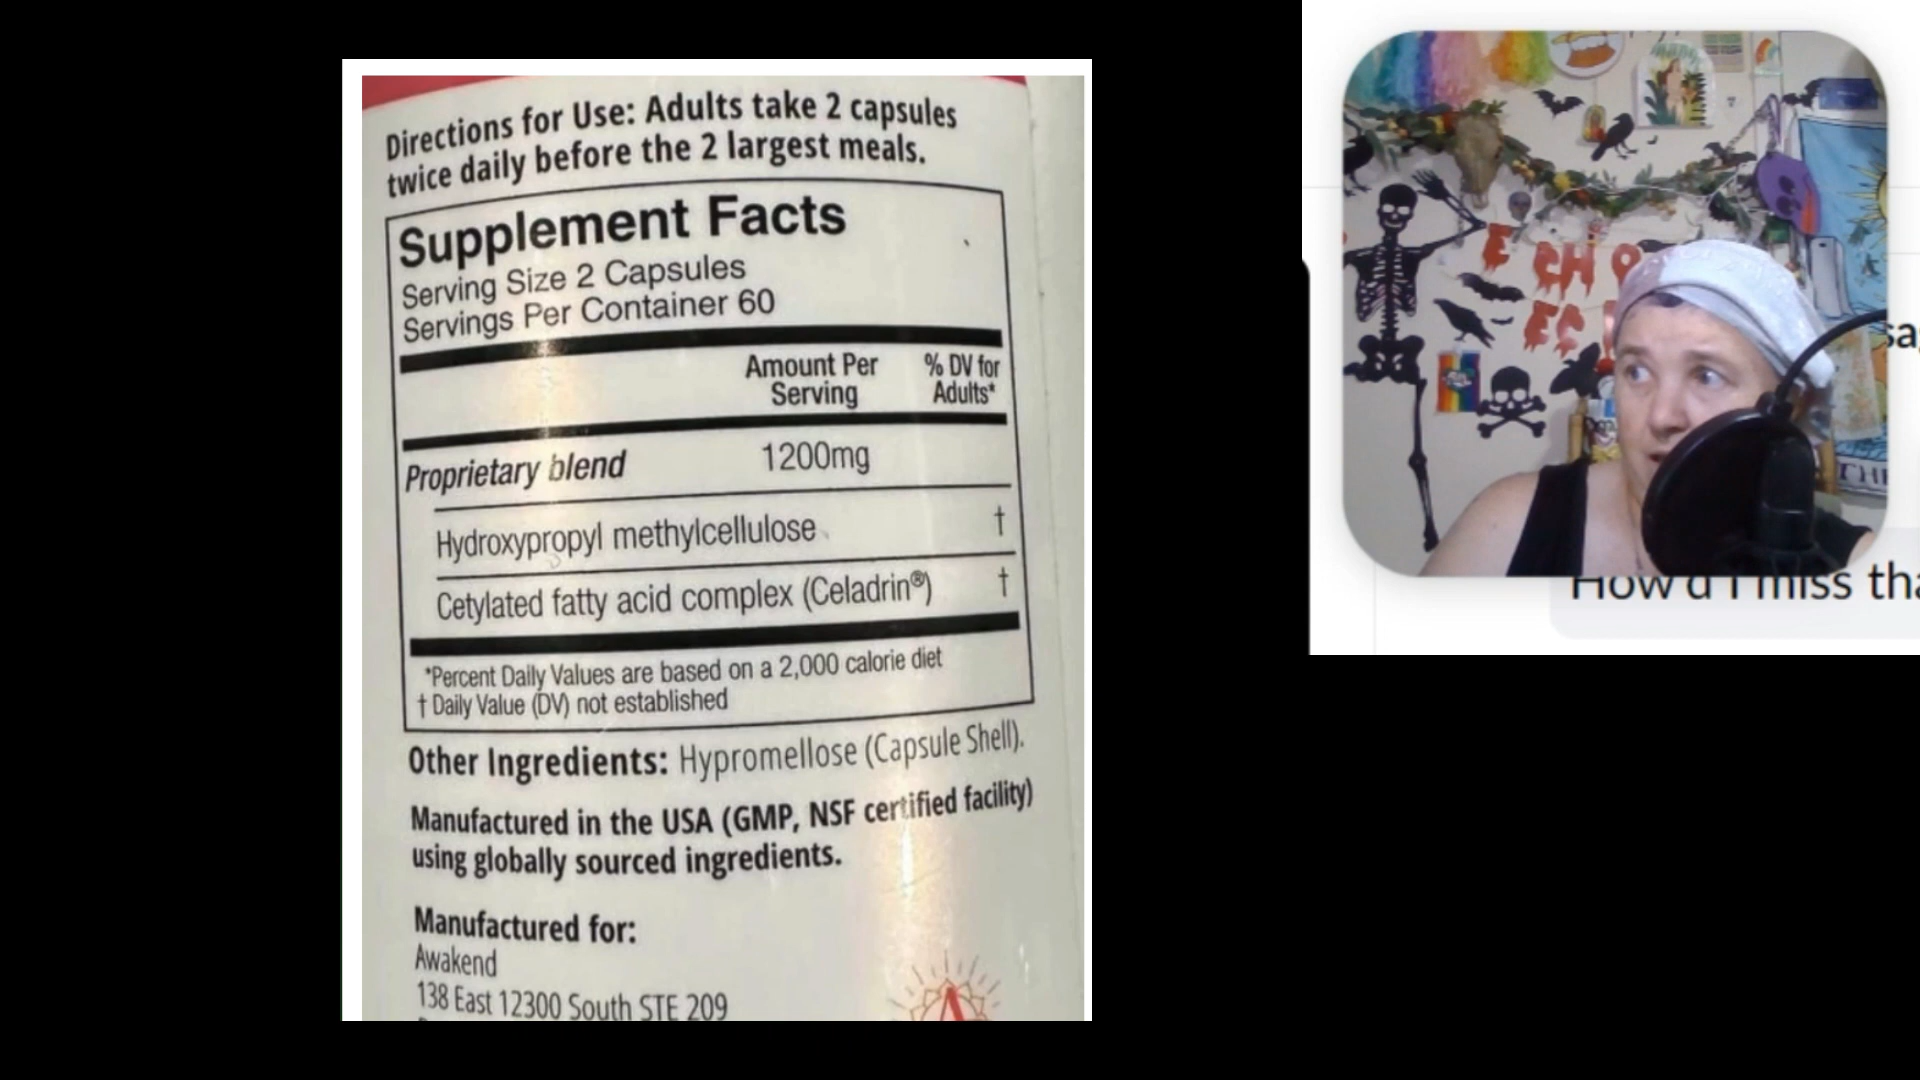 Directions for Use: Adults take 2 capsules
twice daily before the 2 largest meals.
Supplement Facts
Serving Size 2 Capsules
Servings Per Container 60
Amount Per
Serving
% DV for
Adults*
Proprietary blend 1200mg
Hydroxypropyl methylcellulose †
Cetylated fatty acid complex (Celadrin®) †
*Percent Daily Values are based on a 2,000 calorie diet
† Daily Value (DV) not established
Other Ingredients: Hypromellose (Capsule Shell).
Manufactured in the USA (GMP, NSF certified facility)
using globally sourced ingredients.
Manufactured for:
Awakend
138 East 12300 South STE 209
E CHO
EC
How'd I miss